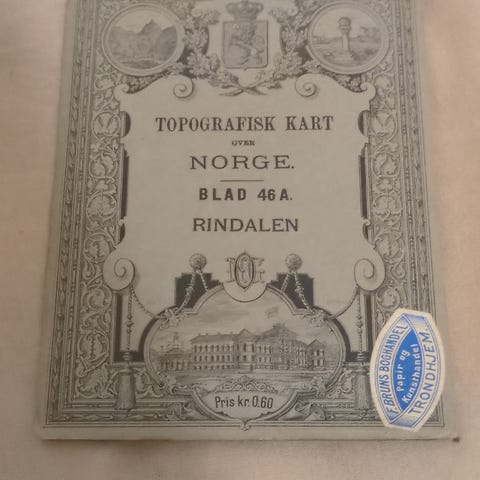 TOPOGRAFISK KART
OVER
NORGE.
BLAD 46 A.
RINDALEN
Pris kr. 0.60
F. BRUNS BOGHANDEL
Papir og
Kunsthandel
TRONDHJEM.